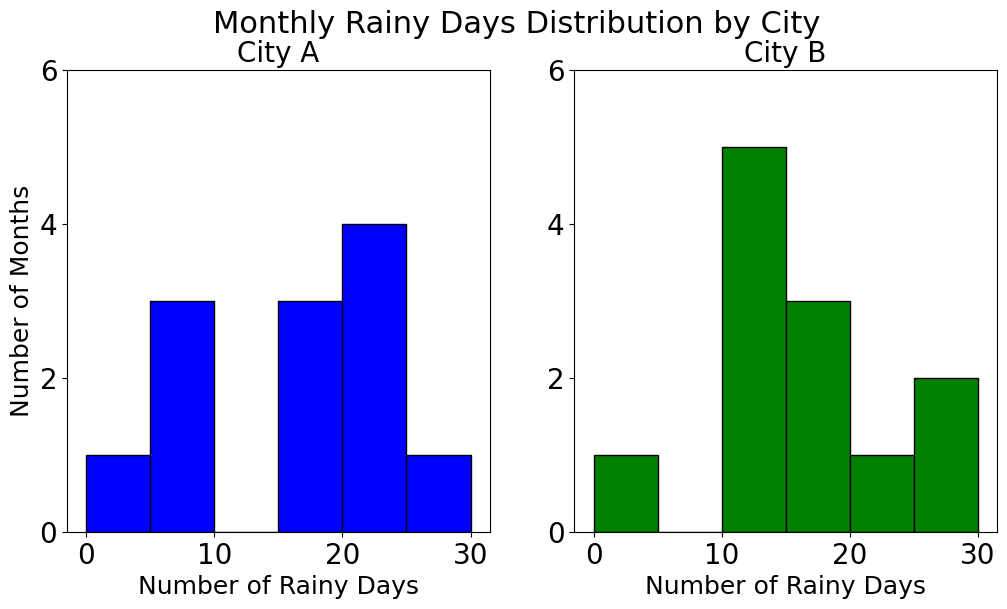 Monthly Rainy Days Distribution by City
City A
City B
Number of Months
6
4
2
0
0 10 20 30
Number of Rainy Days
6
4
2
0
0 10 20 30
Number of Rainy Days